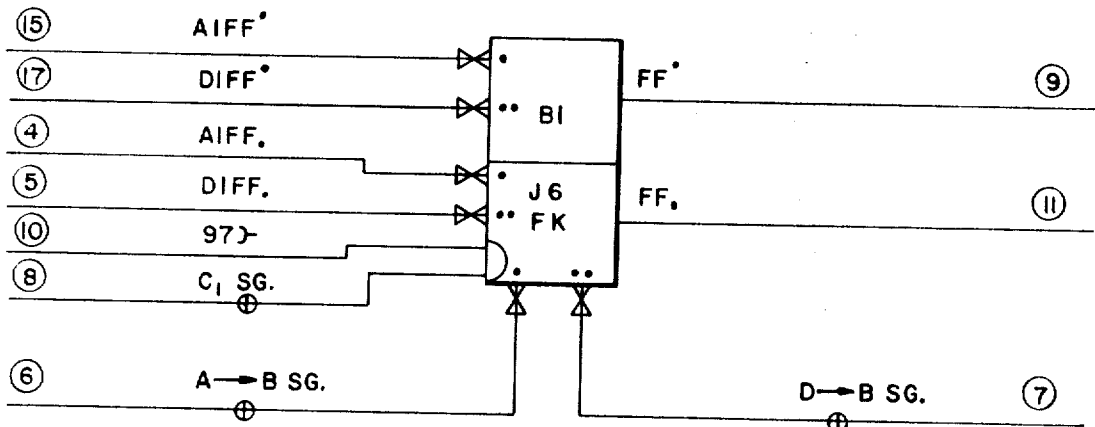 15 AIFF•
17 DIFF•
4 AIFF.
5 DIFF.
10 97
8 C₁ SG.
6 A→B SG.
BI
J6
FK
FF• 9
FF. 11
D→B SG. 7